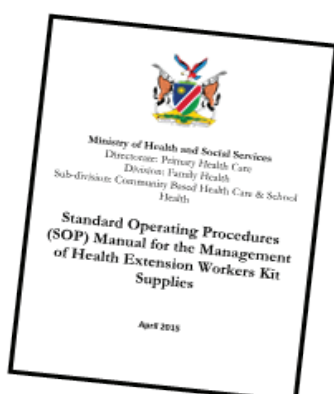 Ministry of Health and Social Services
Directorate: Primary Health Care
Division: Family Health
Sub-division: Community Based Health Care & School
Health
Standard Operating Procedures
(SOP) Manual for the Management
of Health Extension Workers Kit
Supplies
April 2015